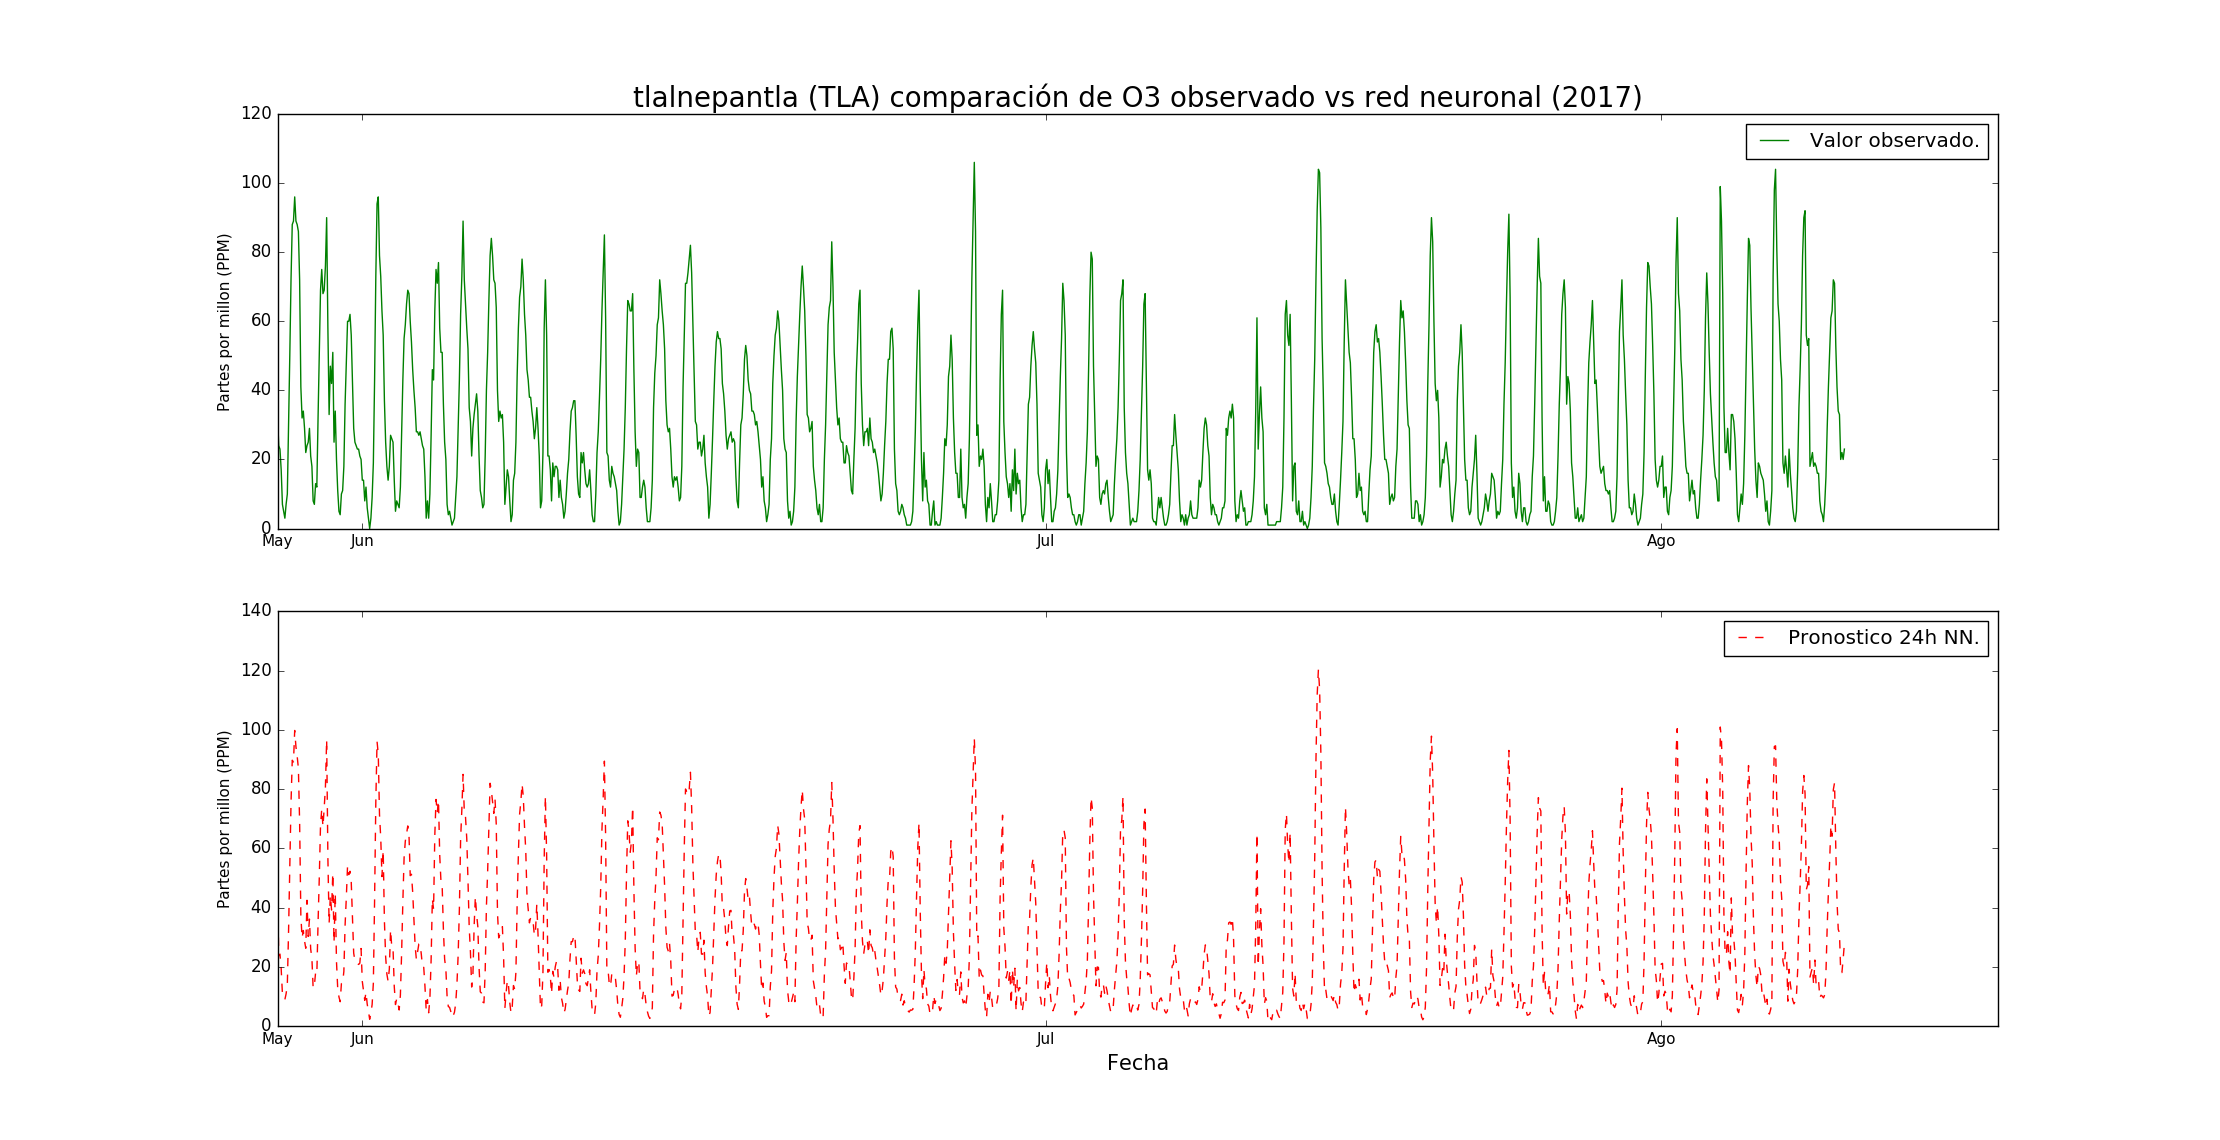 tlalnepantla (TLA) comparación de O3 observado vs red neuronal (2017)
120
100
80
60
40
20
0
Partes por millon (PPM)
Valor observado.
May Jun Jul Ago
140
120
100
80
60
40
20
0
Partes por millon (PPM)
Pronostico 24h NN.
May Jun Jul Ago
Fecha